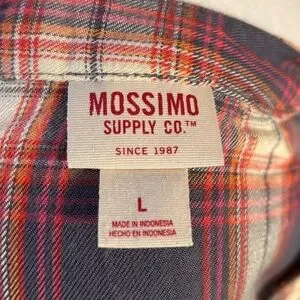 MOSSIMO
SUPPLY CO.™
SINCE 1987
L
MADE IN INDONESIA
HECHO EN INDONESIA